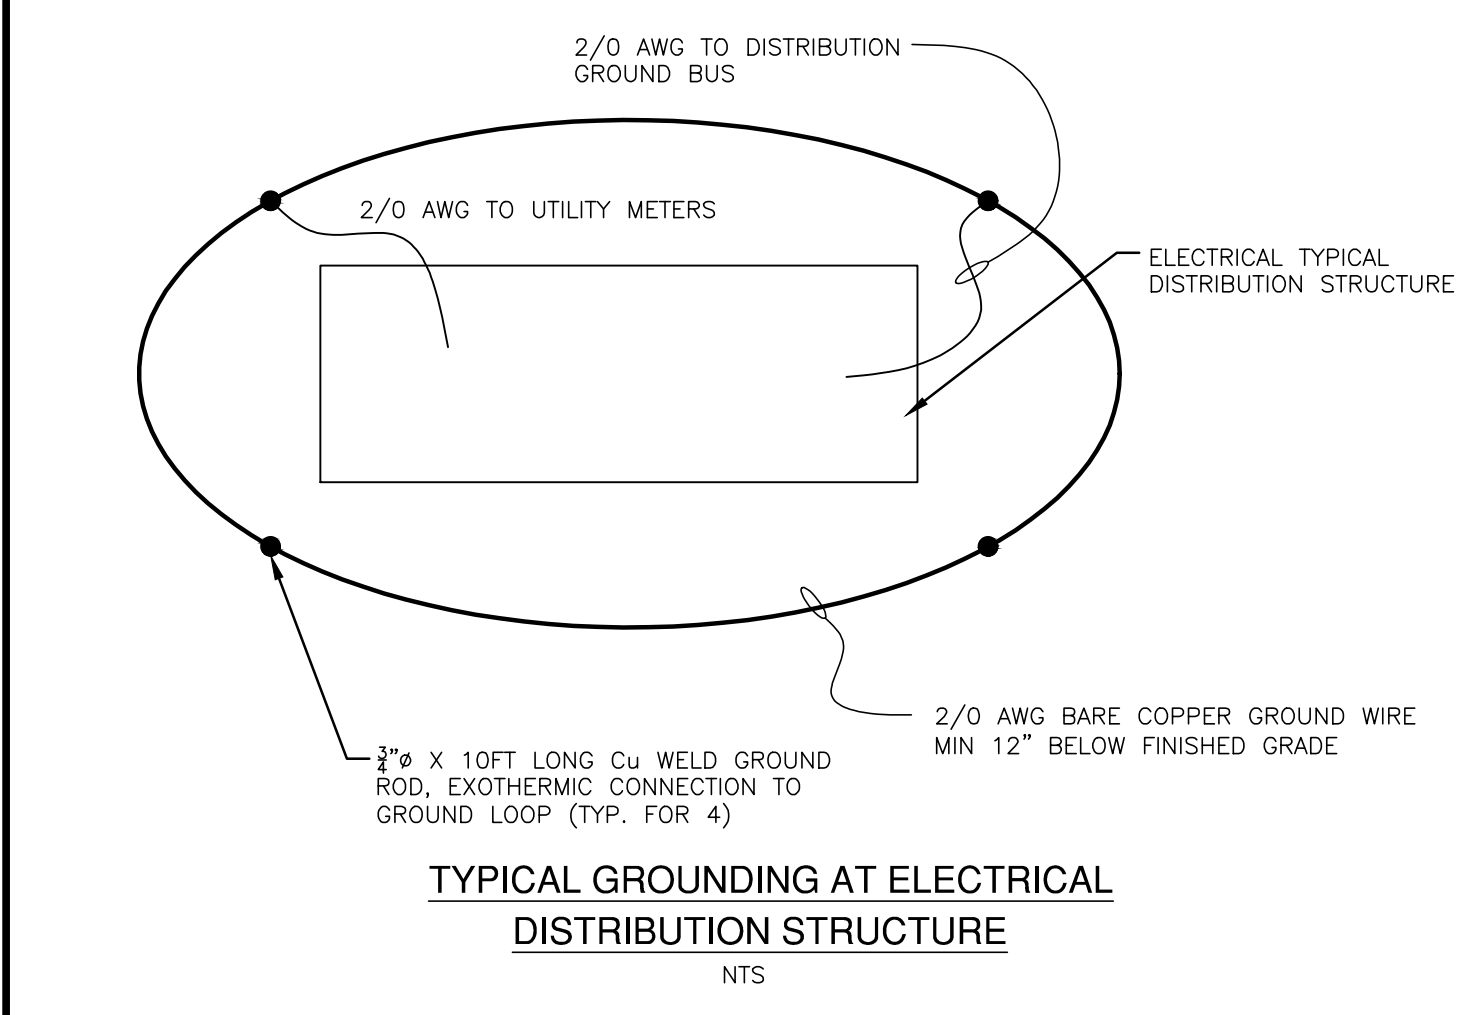 2/0 AWG TO DISTRIBUTION
GROUND BUS
2/0 AWG TO UTILITY METERS
ELECTRICAL TYPICAL
DISTRIBUTION STRUCTURE
2/0 AWG BARE COPPER GROUND WIRE
MIN 12" BELOW FINISHED GRADE
¾"ø X 10FT LONG Cu WELD GROUND
ROD, EXOTHERMIC CONNECTION TO
GROUND LOOP (TYP. FOR 4)
TYPICAL GROUNDING AT ELECTRICAL
DISTRIBUTION STRUCTURE
NTS